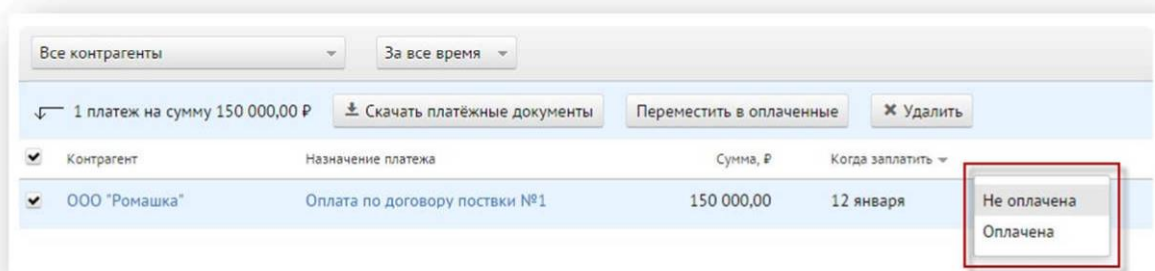 Все контрагенты За все время
1 платеж на сумму 150 000,00 ₽ Скачать платёжные документы Переместить в оплаченные Удалить
Контрагент Назначение платежа Сумма, ₽ Когда заплатить
ООО "Ромашка" Оплата по договору поствки №1 150 000,00 12 января Не оплачена
Оплачена